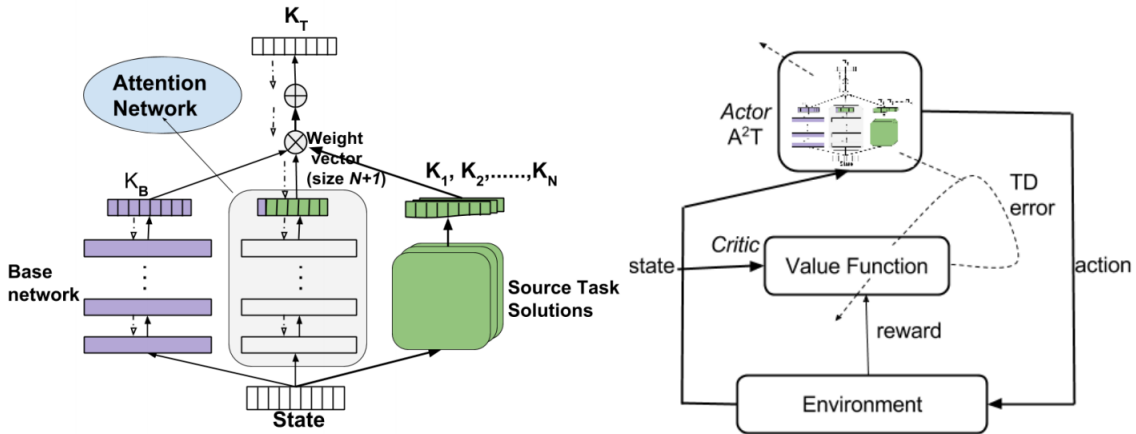 K_T
Attention
Network
Weight
vector
(size N+1)
K_B
K_1, K_2,......,K_N
Base
network
Source Task
Solutions
State
Actor
A²T
State
TD
error
Critic
state
Value Function
action
reward
Environment